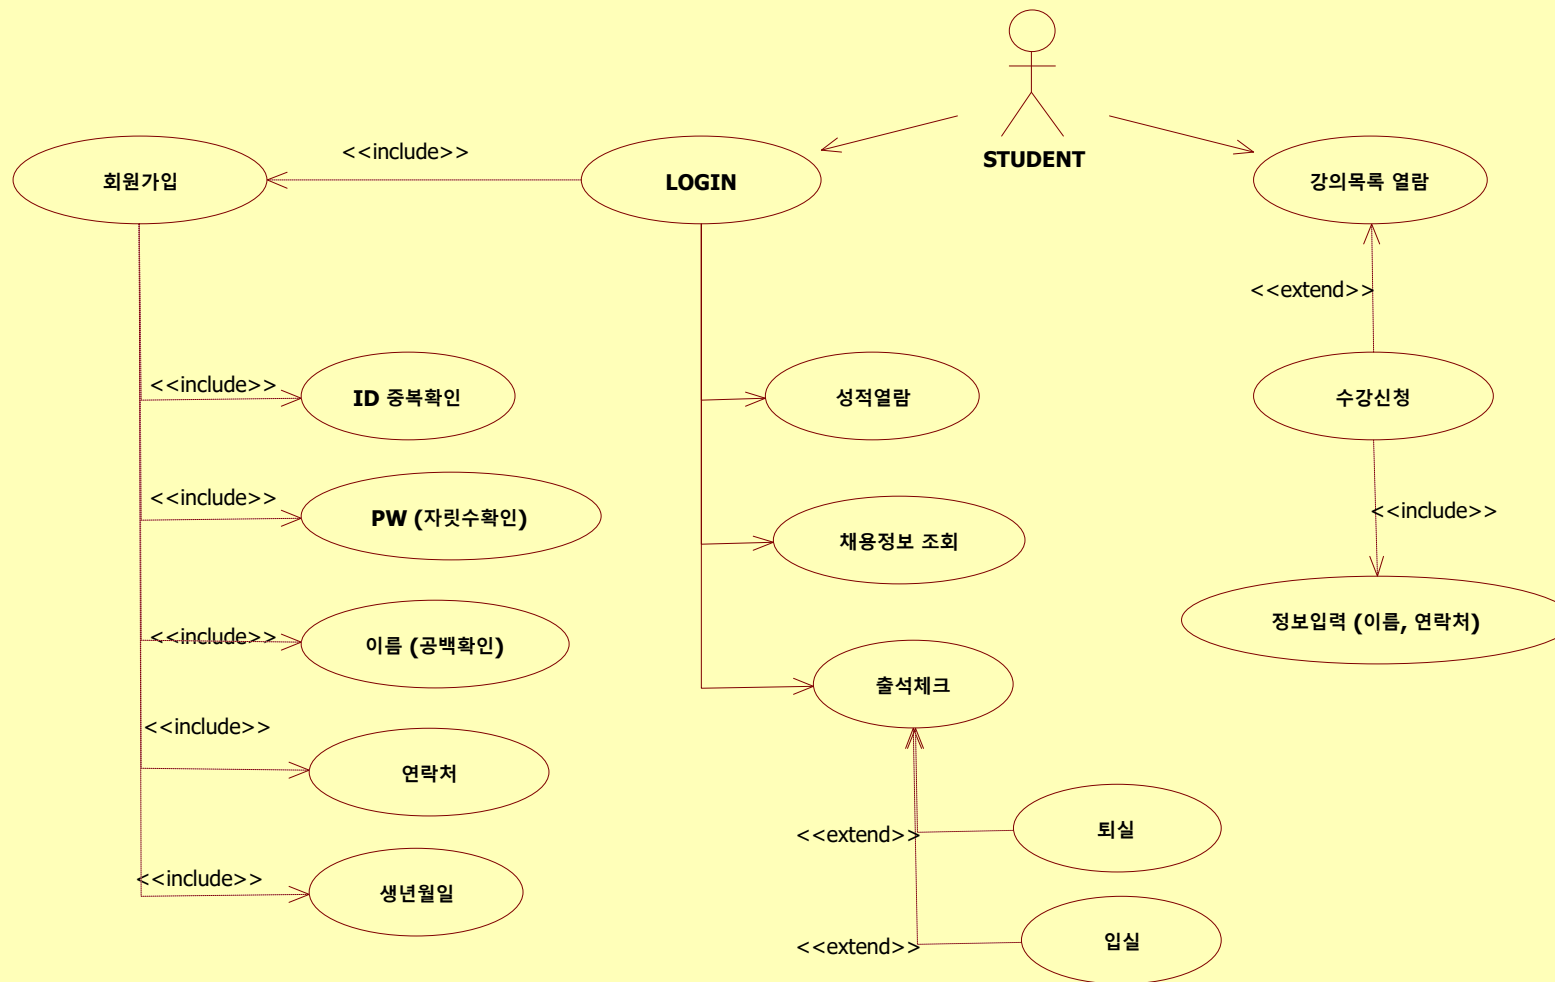 STUDENT
<<include>>
회원가입
LOGIN
강의목록 열람
<<extend>>
<<include>>
ID 중복확인
성적열람
수강신청
<<include>>
PW (자릿수확인)
<<include>>
채용정보 조회
<<include>>
이름 (공백확인)
정보입력 (이름, 연락처)
출석체크
<<include>>
연락처
<<extend>>
퇴실
<<include>>
생년월일
<<extend>>
입실